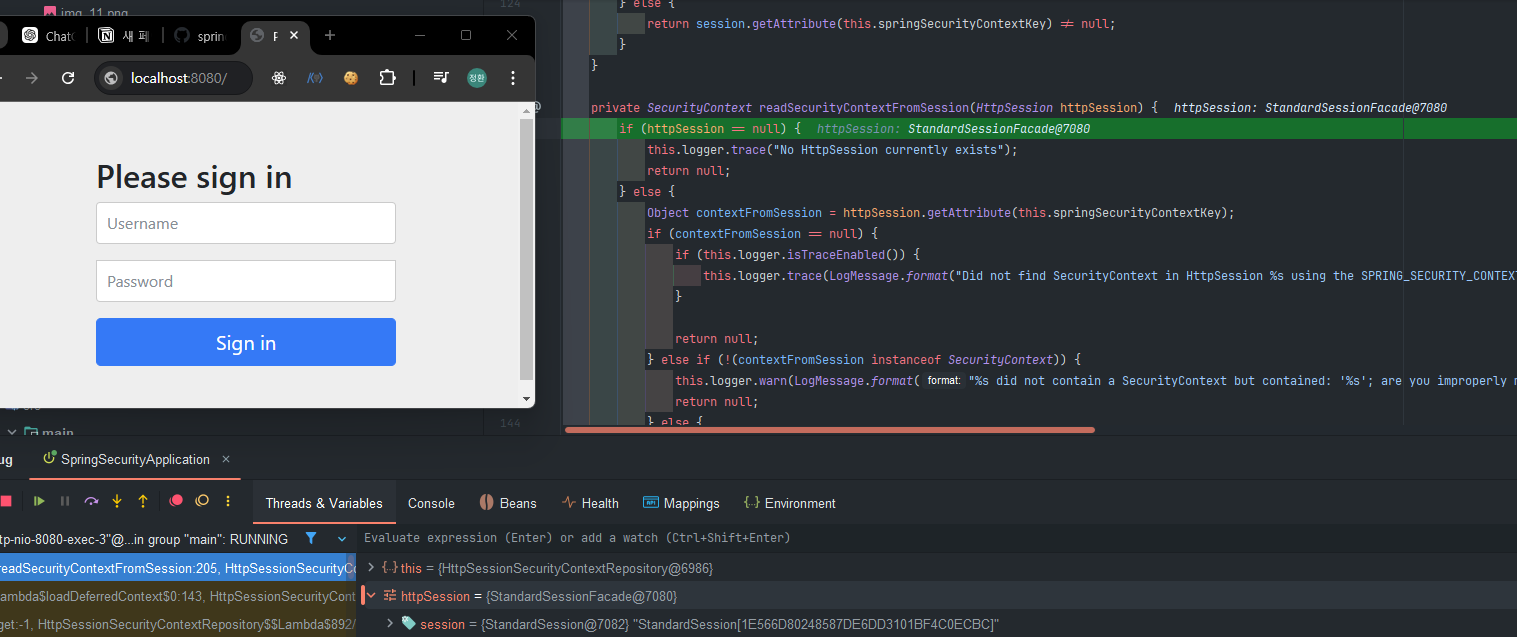 img_11.png
ChatG
새 페
sprin
localhost:8080/
정환
Please sign in
Username
Password
Sign in
124
} else {
return session.getAttribute(this.springSecurityContextKey) != null;
}
}
private SecurityContext readSecurityContextFromSession(HttpSession httpSession) { httpSession: StandardSessionFacade@7080
if (httpSession == null) { httpSession: StandardSessionFacade@7080
this.logger.trace("No HttpSession currently exists");
return null;
} else {
Object contextFromSession = httpSession.getAttribute(this.springSecurityContextKey);
if (contextFromSession == null) {
if (this.logger.isTraceEnabled()) {
this.logger.trace(LogMessage.format("Did not find SecurityContext in HttpSession %s using the SPRING_SECURITY_CONTEXT
}
return null;
} else if (!(contextFromSession instanceof SecurityContext)) {
this.logger.warn(LogMessage.format( format: "%s did not contain a SecurityContext but contained: '%s'; are you improperly m
return null;
} else {
144
src
main
ug
SpringSecurityApplication
Threads & Variables
Console
Beans
Health
Mappings
Environment
tp-nio-8080-exec-3"@...in group "main": RUNNING
Evaluate expression (Enter) or add a watch (Ctrl+Shift+Enter)
readSecurityContextFromSession:205, HttpSessionSecurityCo
this = {HttpSessionSecurityContextRepository@6986}
lambda$loadDeferredContext$0:143, HttpSessionSecurityCont
httpSession = {StandardSessionFacade@7080}
get:-1, HttpSessionSecurityContextRepository$$Lambda$892/
session = {StandardSession@7082} "StandardSession[1E566D80248587DE6DD3101BF4C0ECBC]"